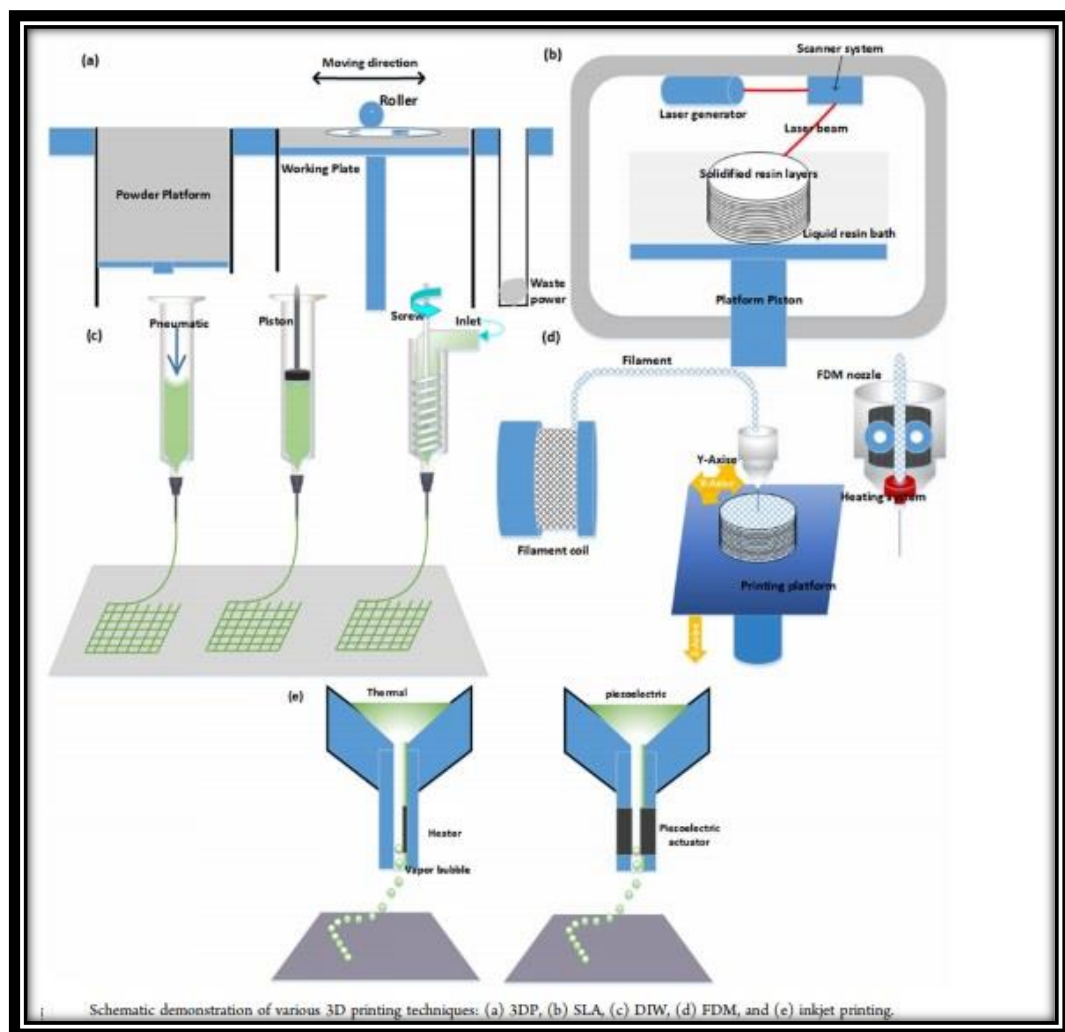 (a)
Moving direction
Roller
Working Plate
Powder Platform
Waste
power
(b)
Scanner system
Laser generator
Laser beam
Solidified resin layers
Liquid resin bath
Platform Piston
(c)
Pneumatic
Piston
Screw
Inlet
(d)
Filament
FDM nozzle
Y-Axise
Heating system
Filament coil
Printing platform
(e)
Thermal
Heater
Vapor bubble
piezoelectric
Piezoelectric
actuator
Schematic demonstration of various 3D printing techniques: (a) 3DP, (b) SLA, (c) DIW, (d) FDM, and (e) inkjet printing.